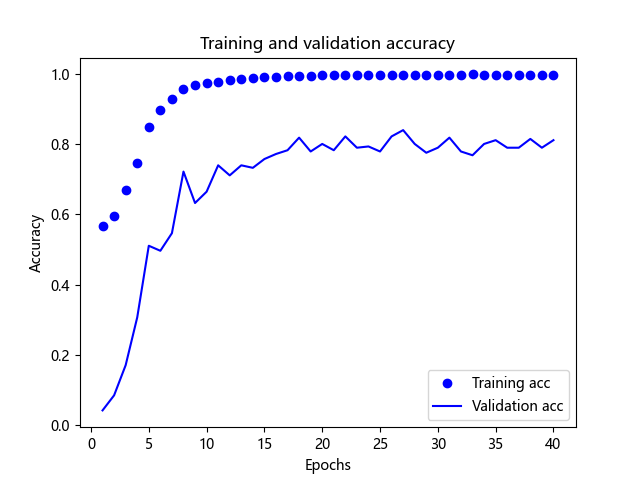 Training and validation accuracy
1.0
0.8
0.6
0.4
0.2
0.0
Accuracy
0 5 10 15 20 25 30 35 40
Epochs
Training acc
Validation acc